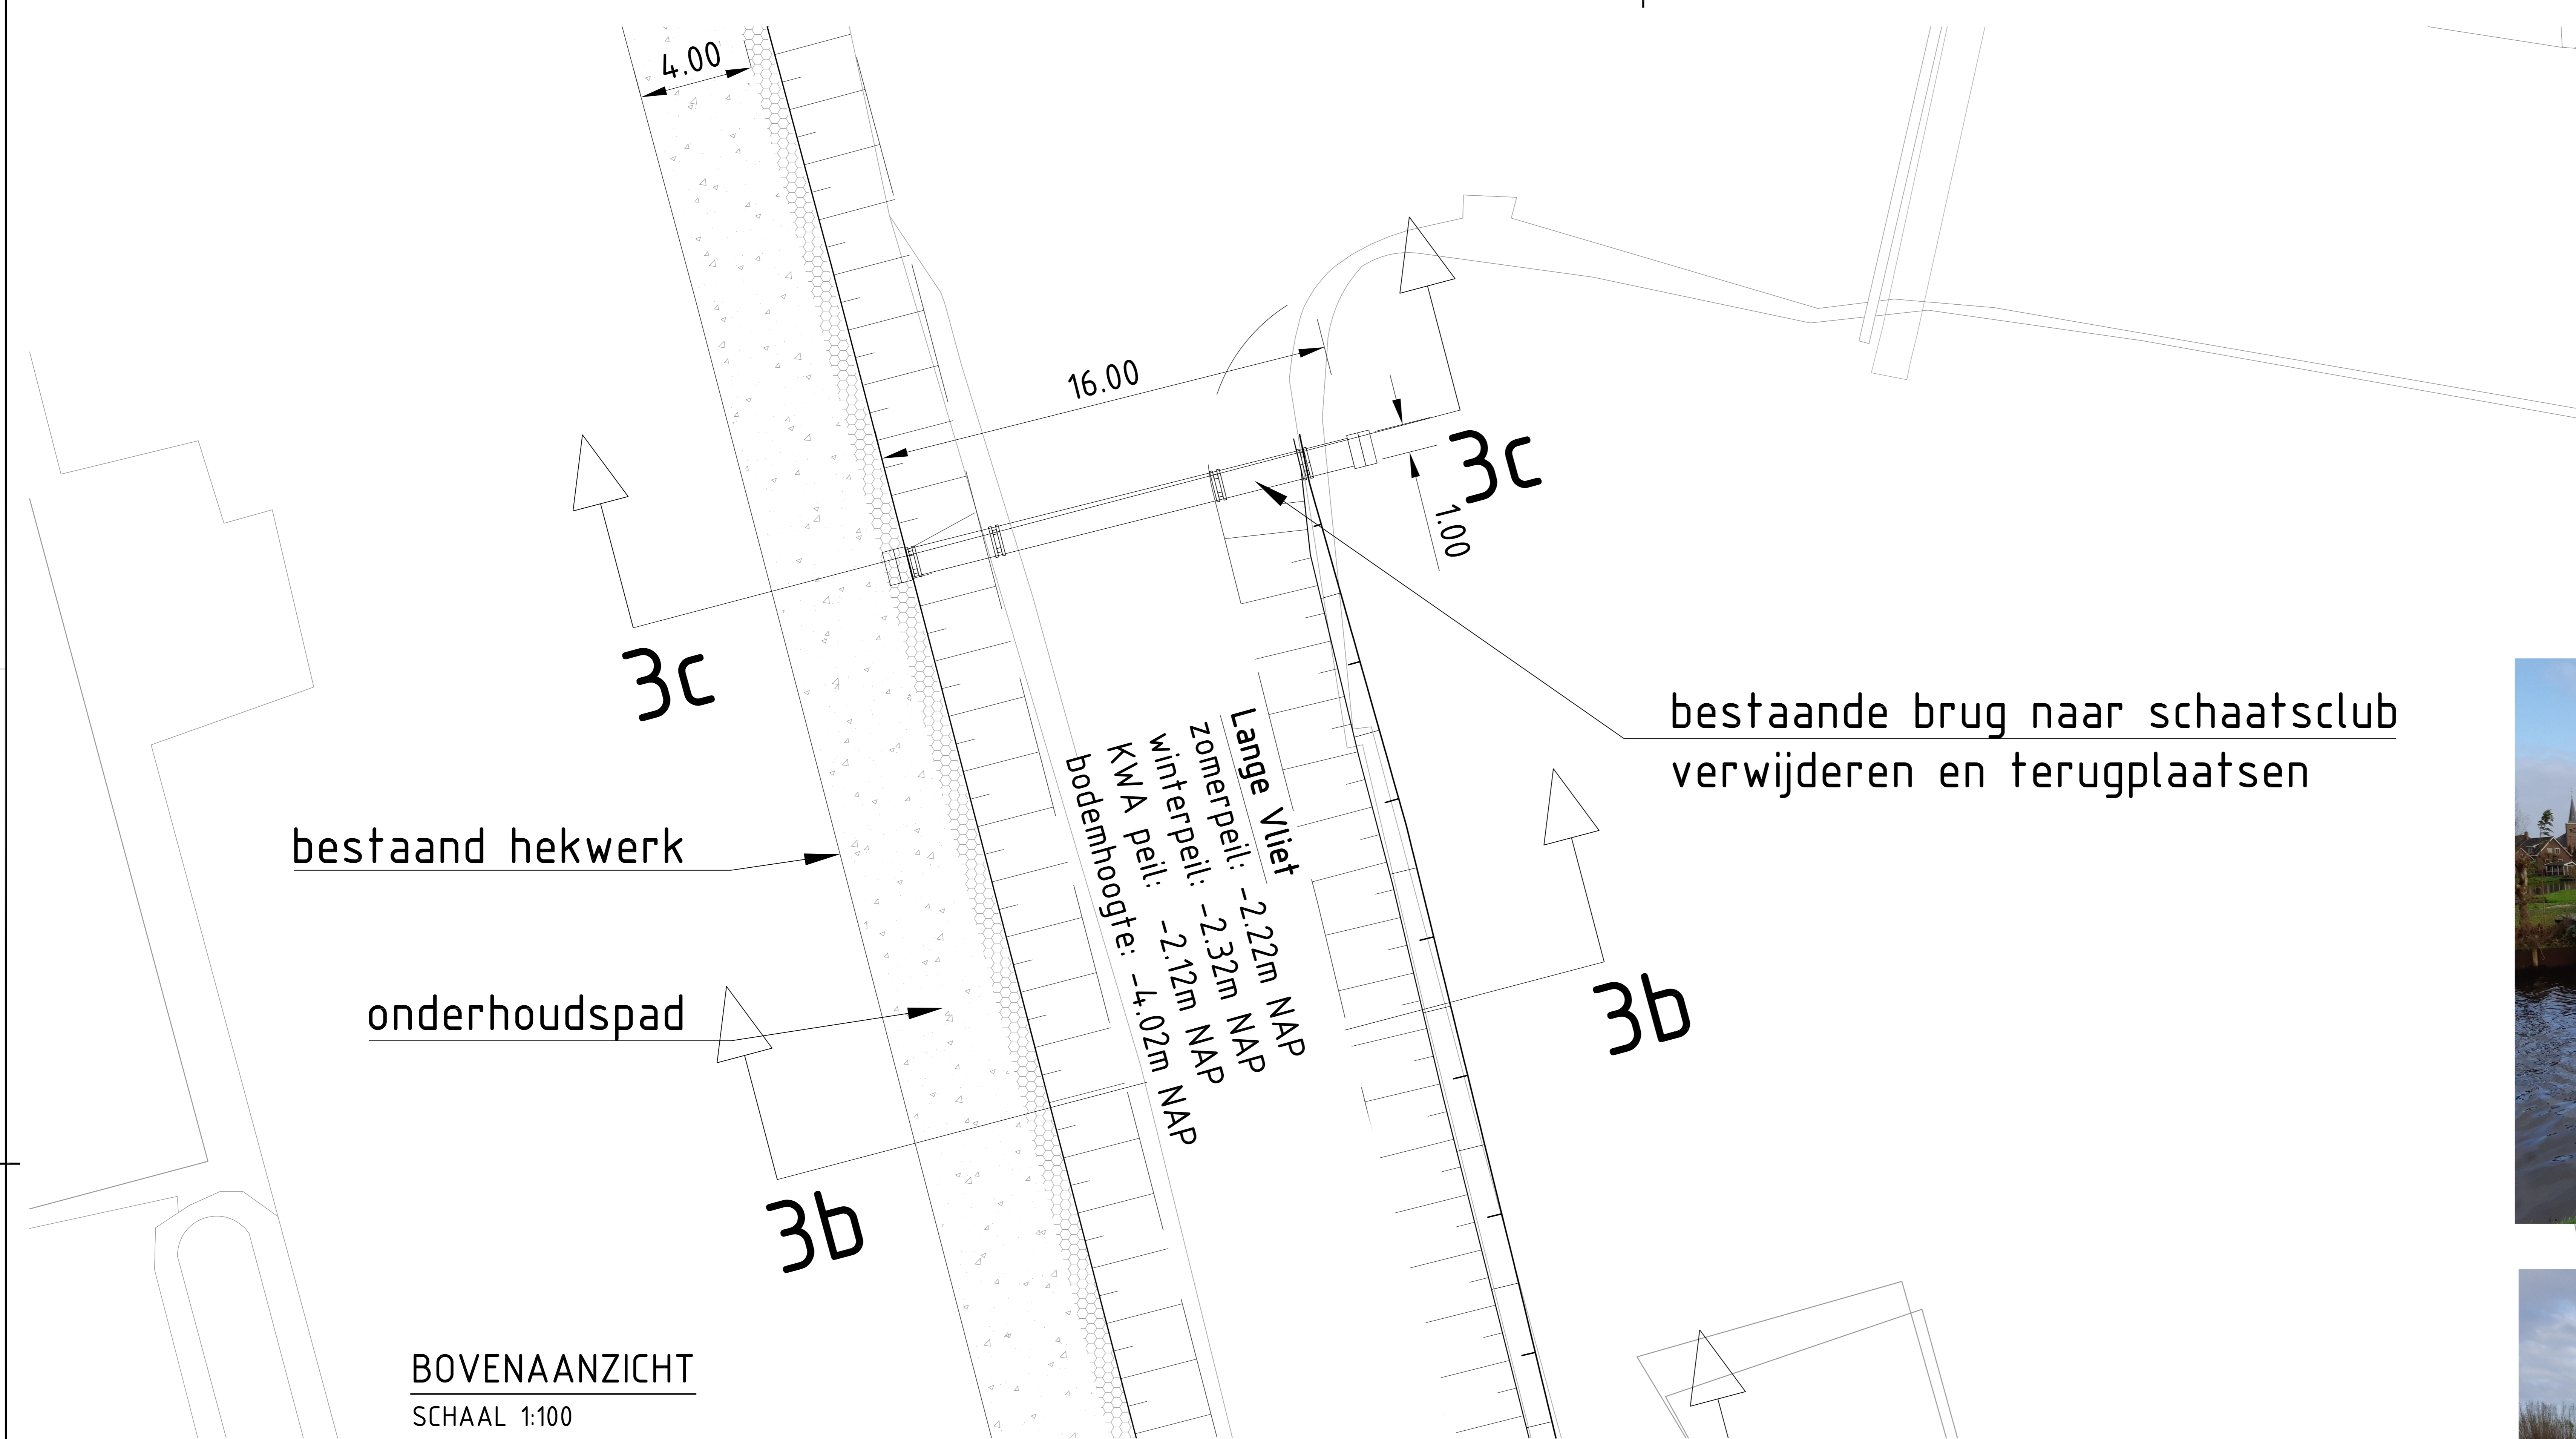 4.00
16.00
3c
1.00
3c
bestaande brug naar schaatsclub
verwijderen en terugplaatsen
Lange Vliet
zomerpeil: -2.22m NAP
winterpeil: -2.32m NAP
KWA peil: -2.12m NAP
bodemhoogte: -4.02m NAP
bestaand hekwerk
onderhoudspad
3b
3b
BOVENAANZICHT
SCHAAL 1:100